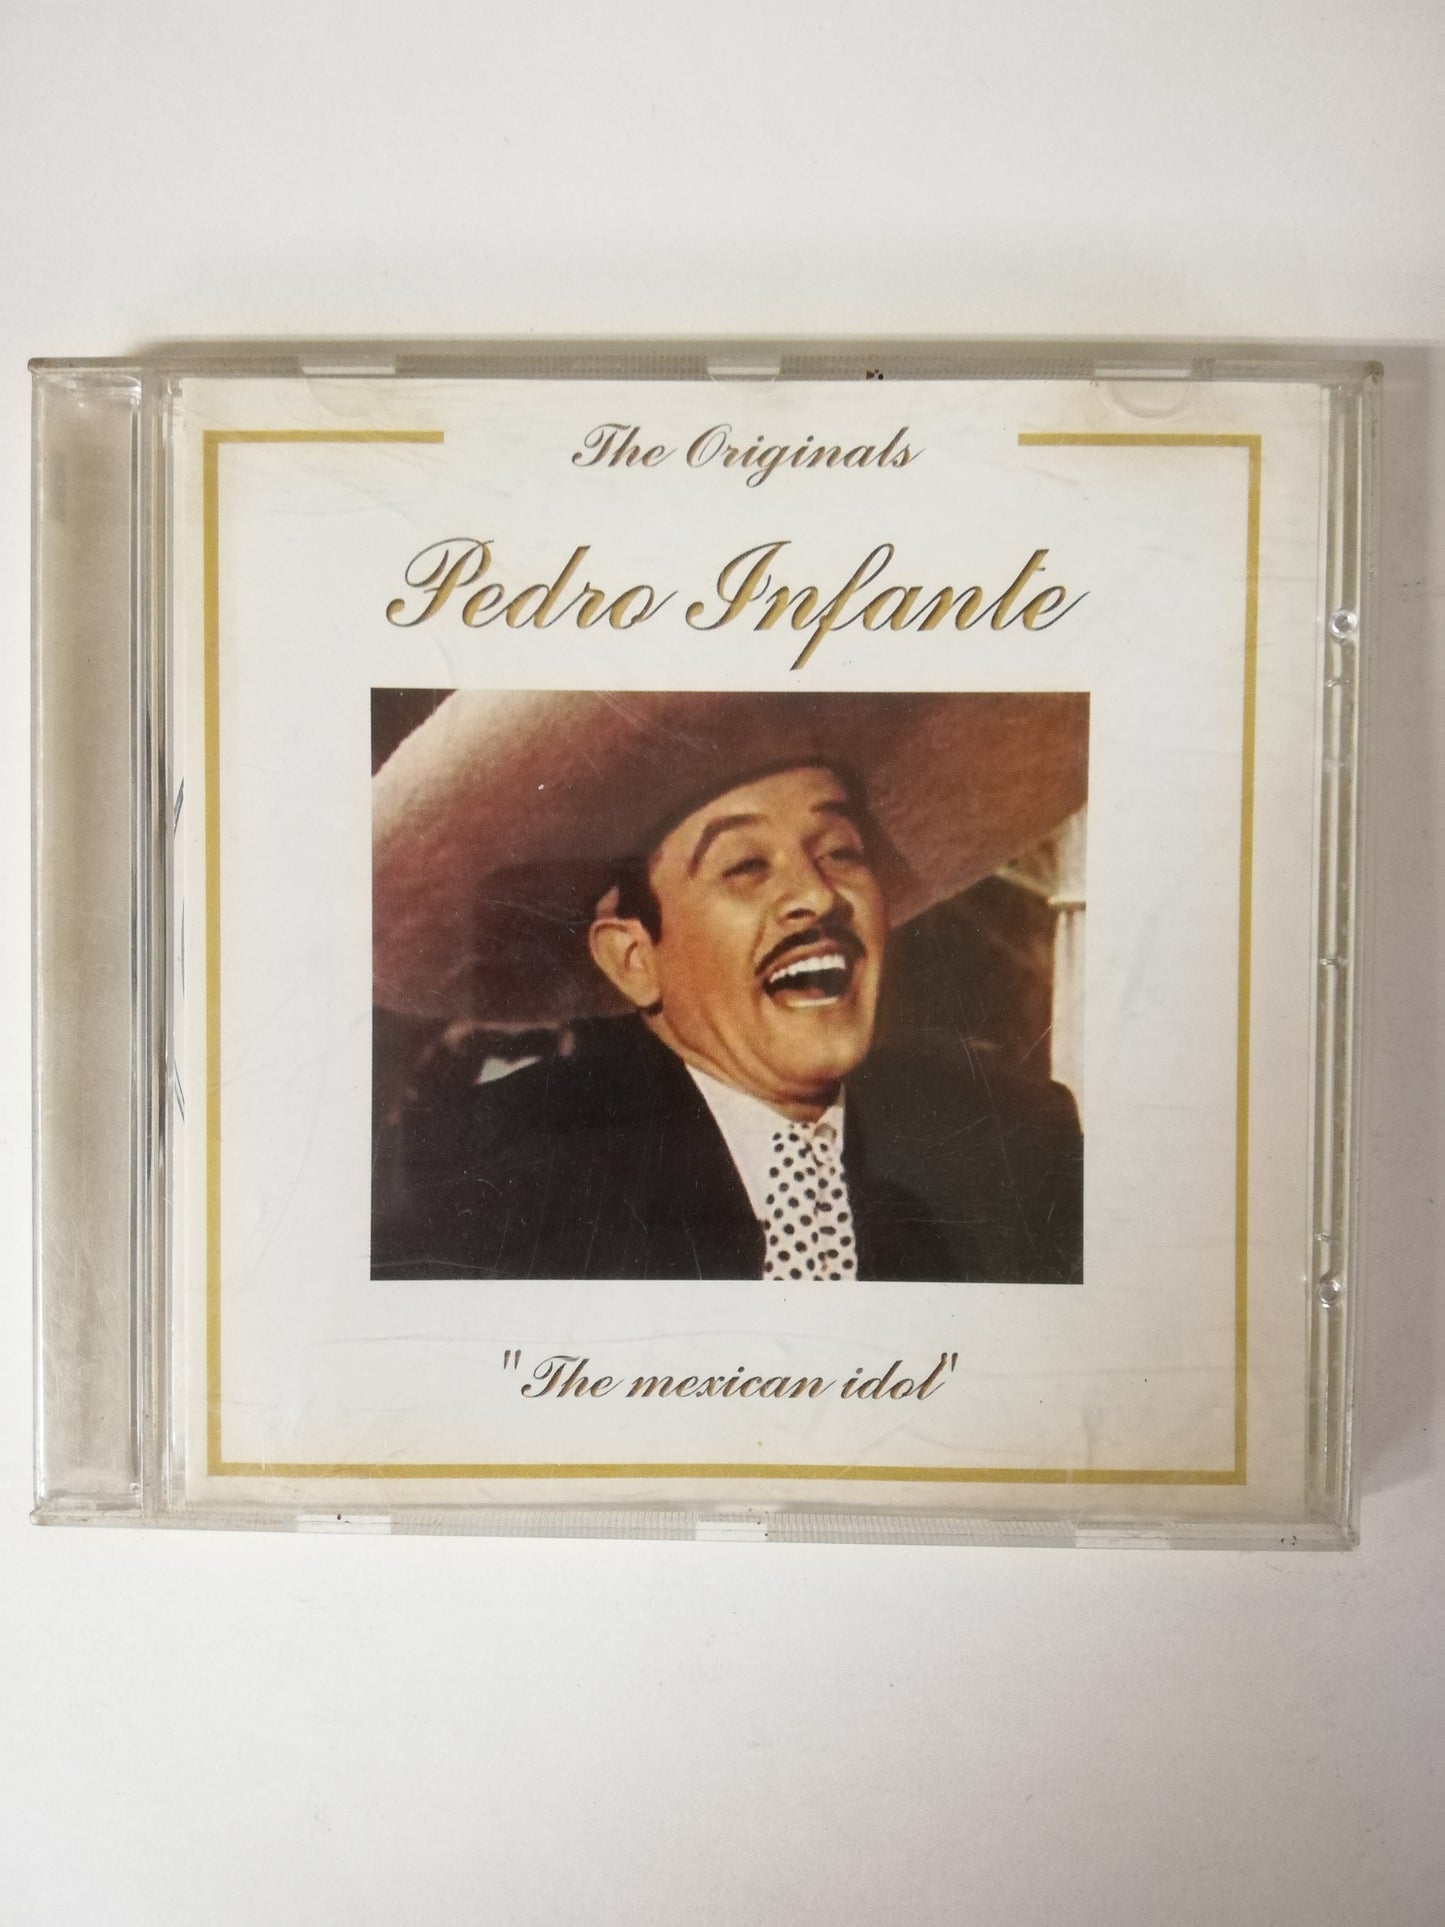 The Originals
Pedro Infante
"The mexican idol"